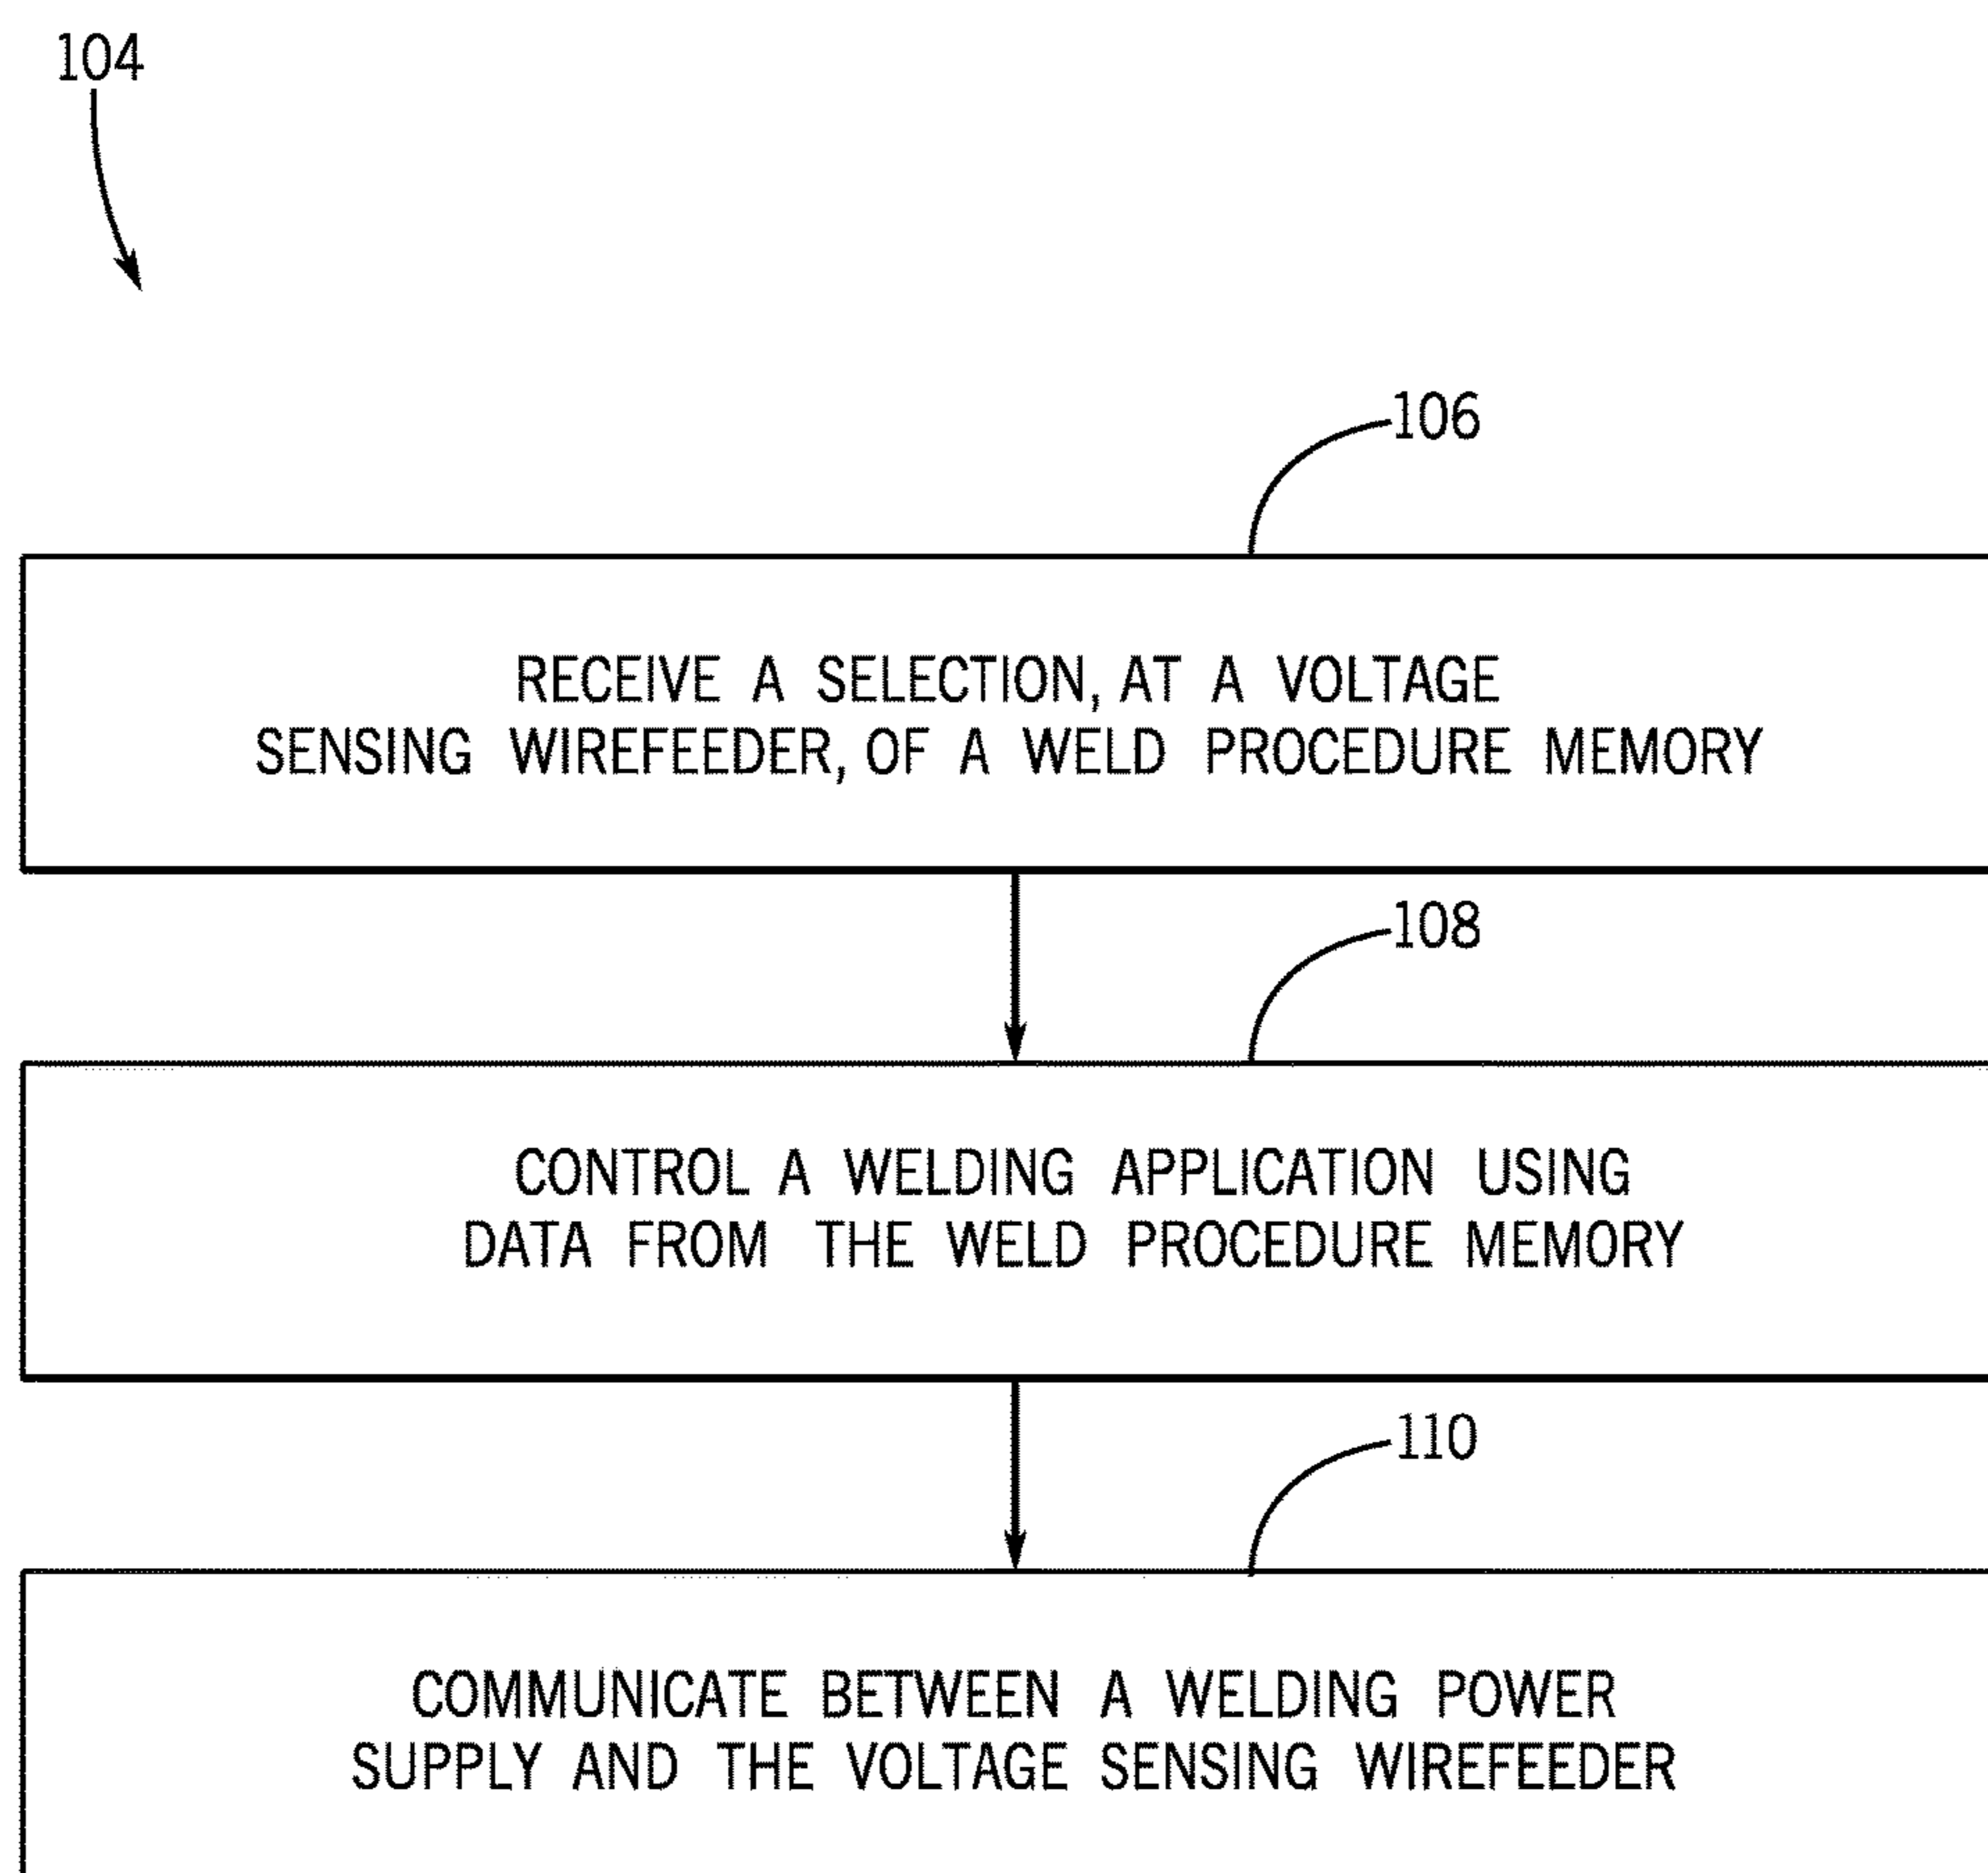 104
106
RECEIVE A SELECTION, AT A VOLTAGE
SENSING WIREFEEDER, OF A WELD PROCEDURE MEMORY
108
CONTROL A WELDING APPLICATION USING
DATA FROM THE WELD PROCEDURE MEMORY
110
COMMUNICATE BETWEEN A WELDING POWER
SUPPLY AND THE VOLTAGE SENSING WIREFEEDER